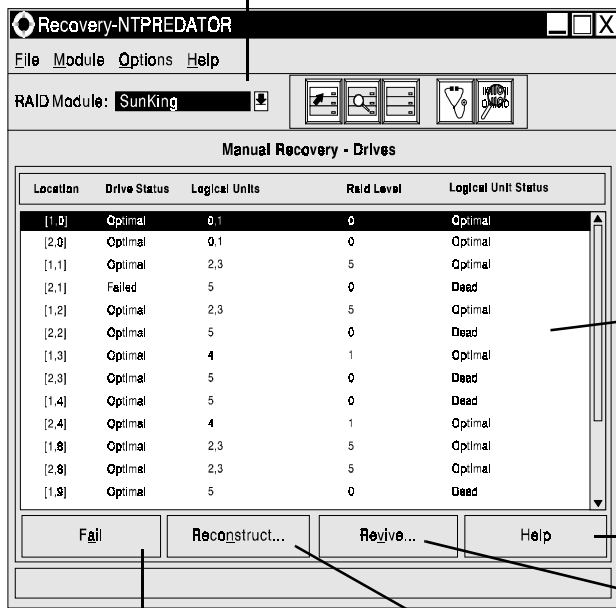 Recovery-NTPREDATOR
File Module Options Help
RAID Module: SunKing
Manual Recovery - Drives
Location Drive Status Logical Units Raid Level Logical Unit Status
[1,0] Optimal 0,1 0 Optimal
[2,0] Optimal 0,1 0 Optimal
[1,1] Optimal 2,3 5 Optimal
[2,1] Failed 5 0 Dead
[1,2] Optimal 2,3 5 Optimal
[2,2] Optimal 5 0 Dead
[1,3] Optimal 4 1 Optimal
[2,3] Optimal 5 0 Dead
[1,4] Optimal 5 0 Dead
[2,4] Optimal 4 1 Optimal
[1,8] Optimal 2,3 5 Optimal
[2,8] Optimal 2,3 5 Optimal
[1,9] Optimal 5 0 Dead
Fail Reconstruct... Revive... Help